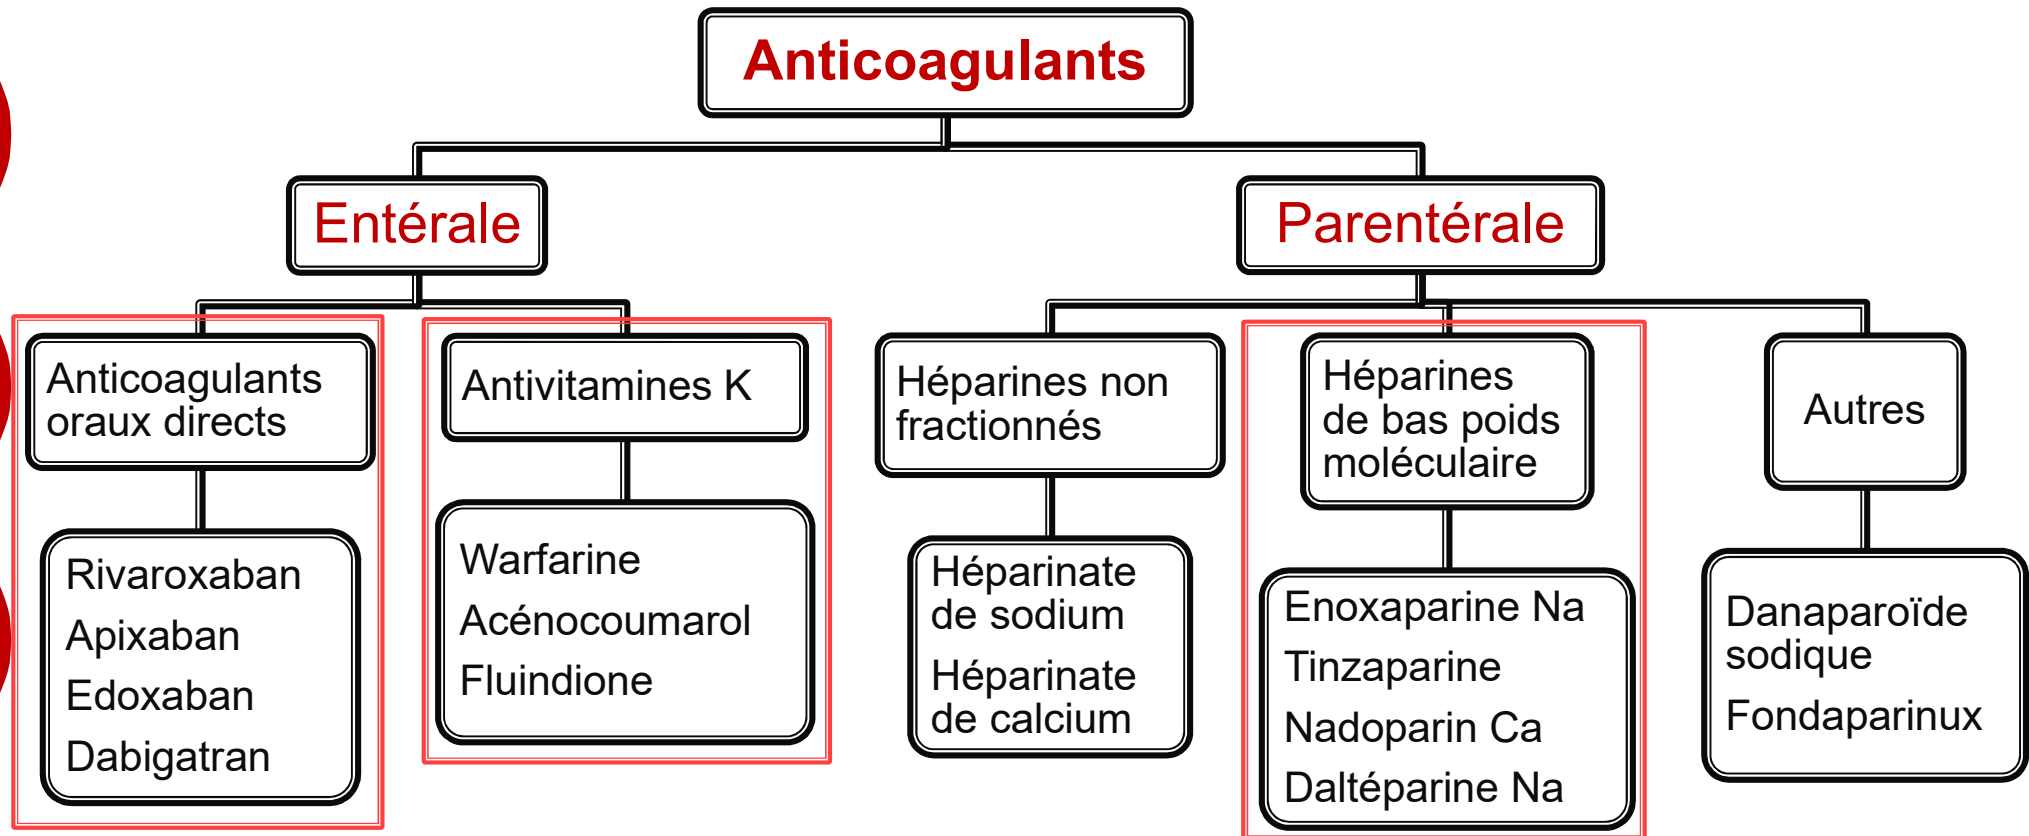 Anticoagulants
Entérale
Parentérale
Anticoagulants
oraux directs
Antivitamines K
Héparines non
fractionnés
Héparines
de bas poids
moléculaire
Autres
Rivaroxaban
Apixaban
Edoxaban
Dabigatran
Warfarine
Acénocoumarol
Fluindione
Héparinate
de sodium
Héparinate
de calcium
Enoxaparine Na
Tinzaparine
Nadoparin Ca
Daltéparine Na
Danaparoïde
sodique
Fondaparinux